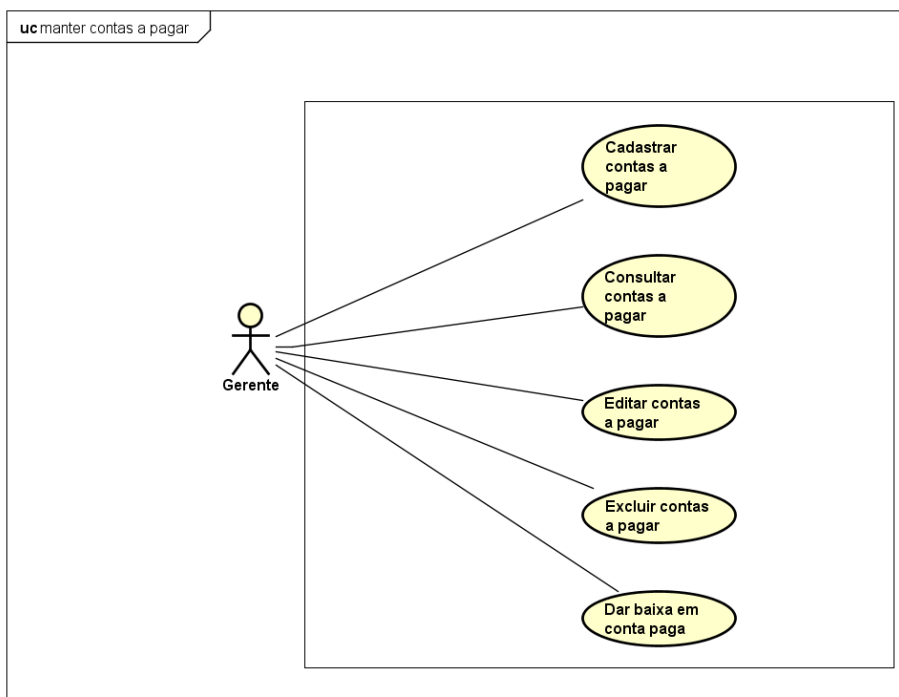 uc manter contas a pagar
Cadastrar
contas a
pagar
Consultar
contas a
pagar
Gerente
Editar contas
a pagar
Excluir contas
a pagar
Dar baixa em
conta paga